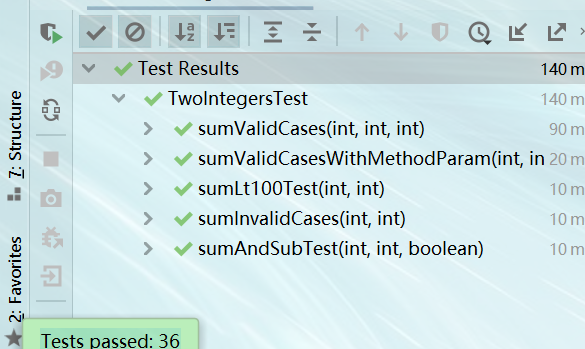 Test Results 140 m
TwoIntegersTest 140 m
sumValidCases(int, int, int) 90 m
sumValidCasesWithMethodParam(int, in 20 m
sumLt100Test(int, int) 10 m
sumInvalidCases(int, int) 10 m
sumAndSubTest(int, int, boolean) 10 m
7: Structure
2: Favorites
Tests passed: 36